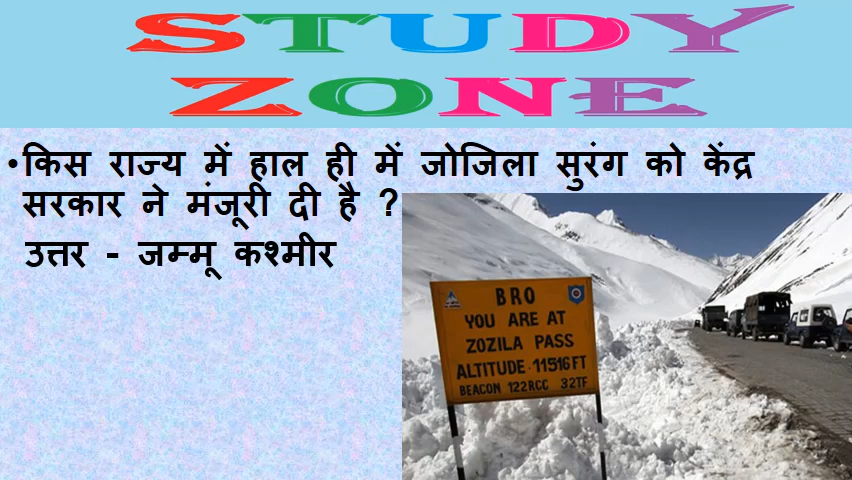 STUDY
ZONE
•किस राज्य में हाल ही में जोजिला सुरंग को केंद्र
सरकार ने मंजूरी दी है ?
उत्तर - जम्मू कश्मीर
BRO
YOU ARE AT
ZOZILA PASS
ALTITUDE · 11516 FT
BEACON 122RCC 32TF